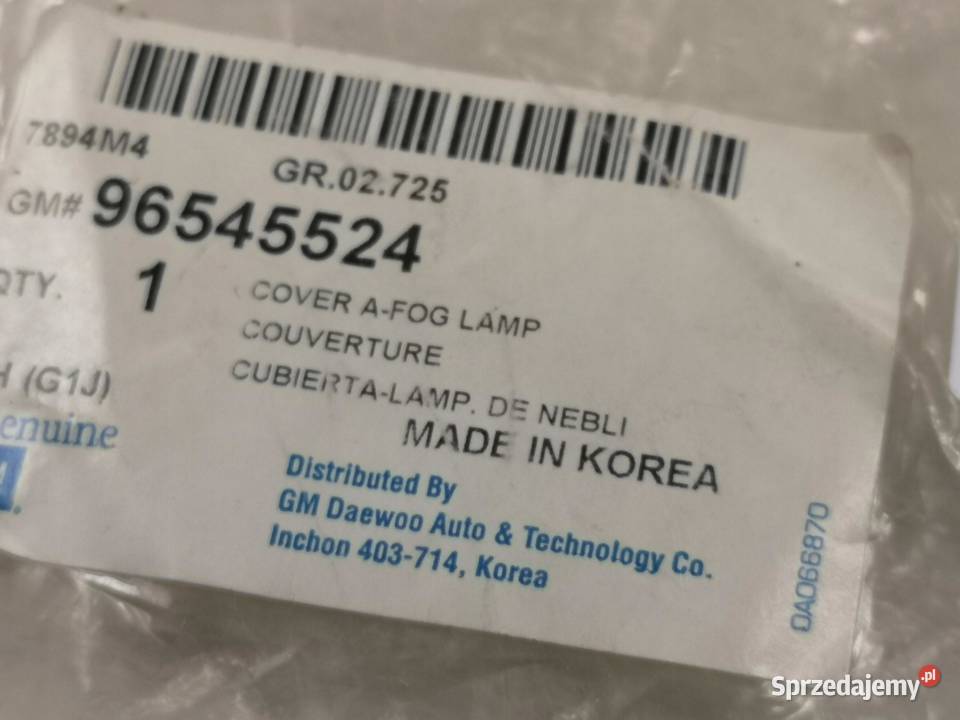 7894M4
GR.02.725
GM# 96545524
QTY. 1
COVER A-FOG LAMP
COUVERTURE
CUBIERTA-LAMP. DE NEBLI
(G1J)
MADE IN KOREA
enuine
Distributed By
GM Daewoo Auto & Technology Co.
Inchon 403-714, Korea
0A066870
Sprzedajemy.pl